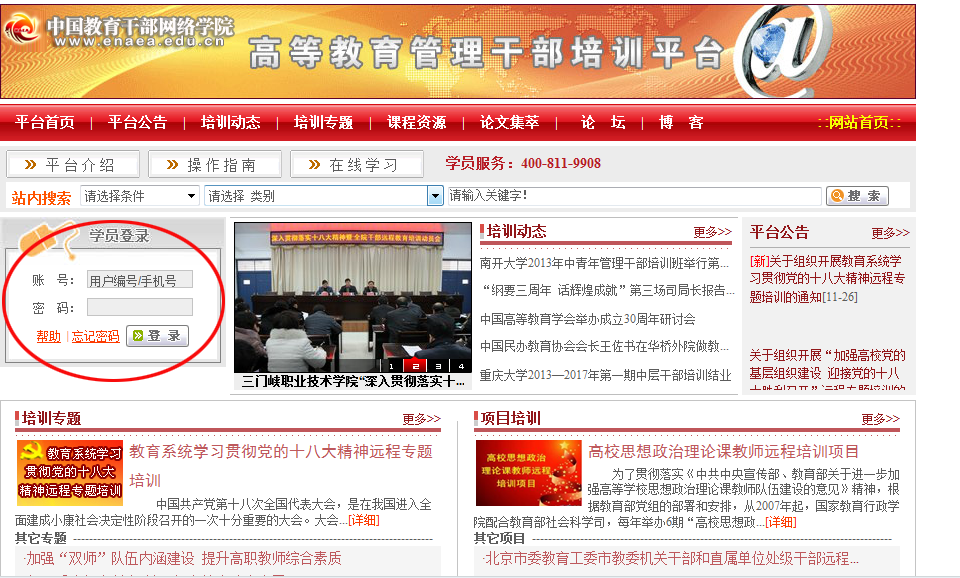 中国教育干部网络学院
www.enaea.edu.cn
高等教育管理干部培训平台
平台首页 | 平台公告 | 培训动态 | 培训专题 | 课程资源 | 论文集萃 | 论 坛 | 博 客 ::网站首页::
平台介绍 操作指南 在线学习 学员服务：400-811-9908
站内搜索 请选择条件 请选择 类别 请输入关键字! 搜 索
学员登录
账 号： 用户编号/手机号
密 码：
帮助 | 忘记密码 登 录
深入贯彻落实十八大精神暨全院干部远程教育培训动员会
1 2 3 4
三门峡职业技术学院“深入贯彻落实十...
培训动态 更多>>
南开大学2013年中青年管理干部培训班举行第...
“纲要三周年 话辉煌成就”第三场司局长报告...
中国高等教育学会举办成立30周年研讨会
中国民办教育协会会长王佐书在华桥外院做教...
重庆大学2013—2017年第一期中层干部培训结业
平台公告 更多>>
[新]关于组织开展教育系统学
习贯彻党的十八大精神远程专
题培训的通知[11-26]
关于组织开展“加强高校党的
基层组织建设 迎接党的十八
大胜利召开”远程专题培训的
培训专题 更多>>
教育系统学习
贯彻党的十八大
精神远程专题培训
教育系统学习贯彻党的十八大精神远程专题
培训
中国共产党第十八次全国代表大会，是在我国进入全
面建成小康社会决定性阶段召开的一次十分重要的大会。大会...[详细]
其它专题
·加强“双师”队伍内涵建设 提升高职教师综合素质
项目培训 更多>>
高校思想政治
理论课教师远程
培训项目
高校思想政治理论课教师远程培训项目
为了贯彻落实《中共中央宣传部、教育部关于进一步加
强高等学校思想政治理论课教师队伍建设的意见》精神，根
据教育部党组的部署和安排，从2007年起，国家教育行政学
院配合教育部社会科学司，每年举办6期“高校思想政...[详细]
其它项目
·北京市委教育工委市教委机关干部和直属单位处级干部远程...